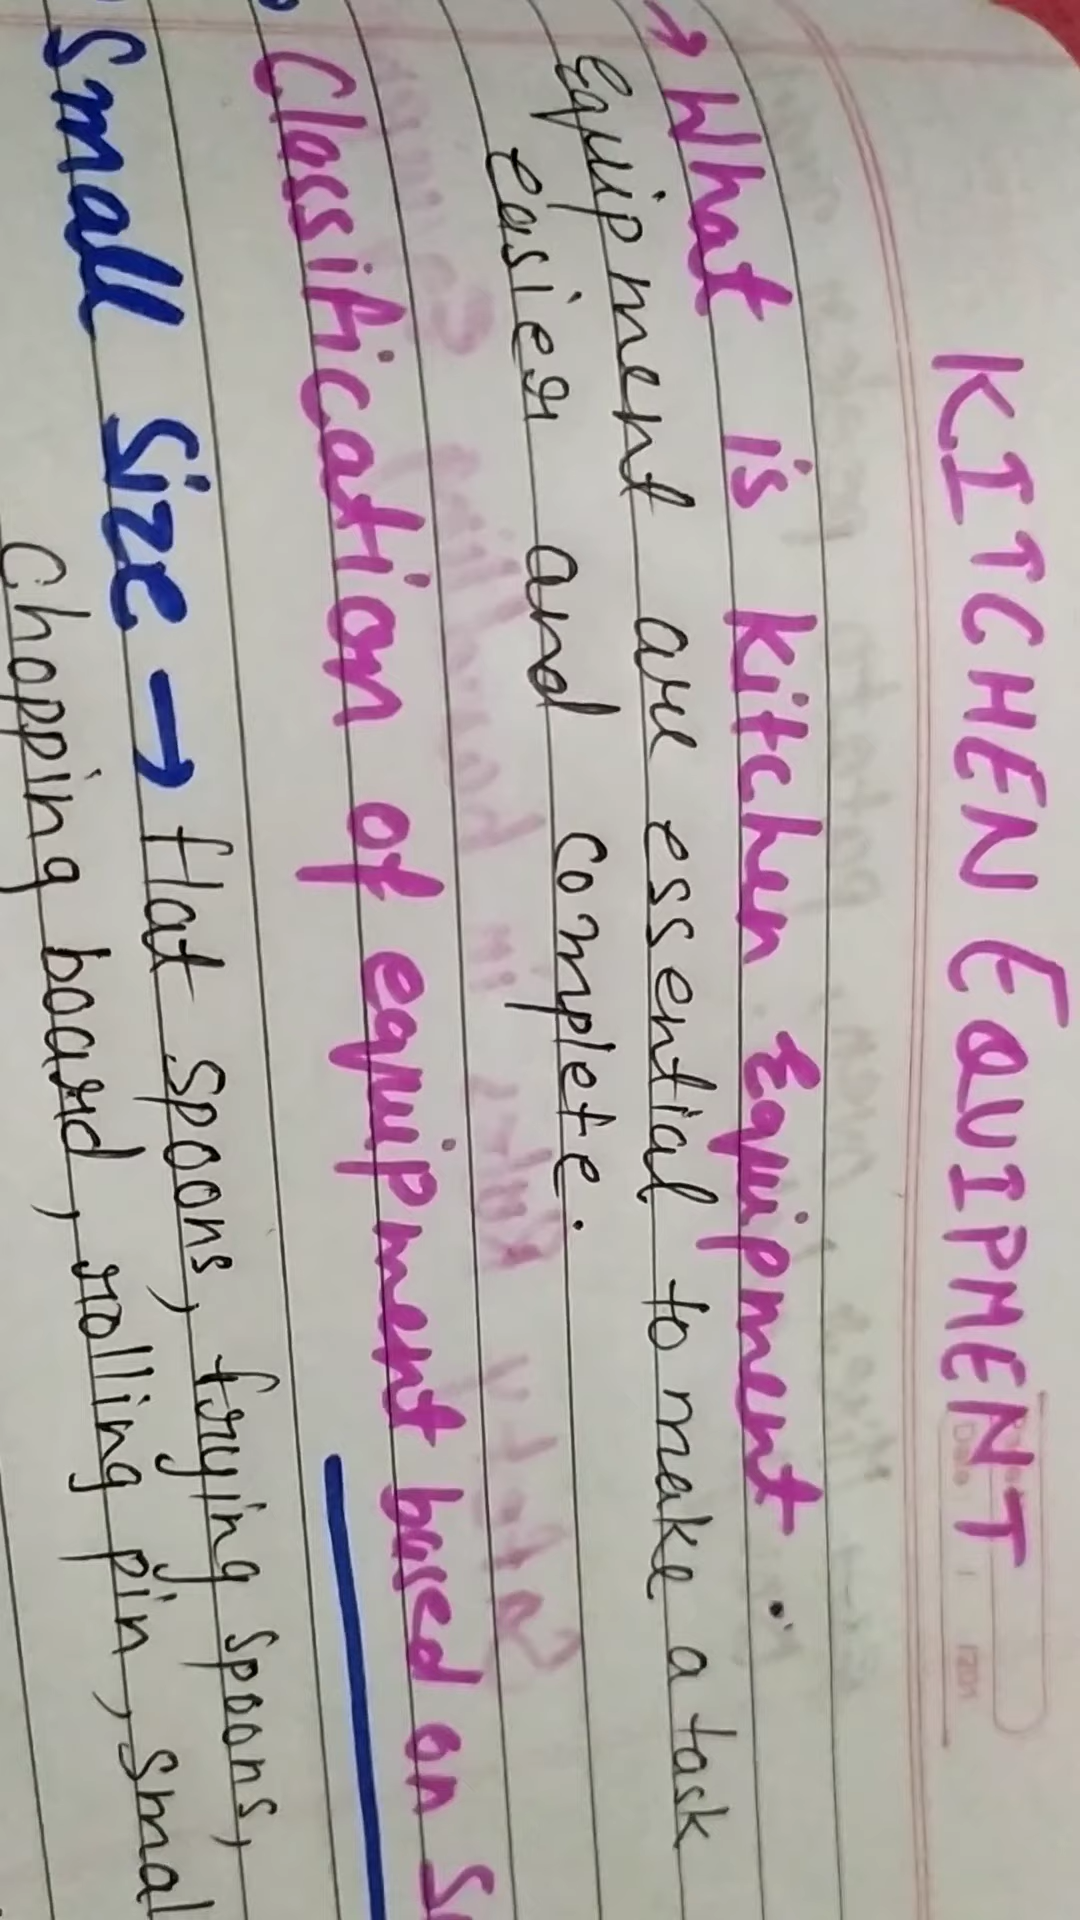 KITCHEN EQUIPMENT
→ What is kitchen Equipment.
Equipment are essential to make a task
easier and complete.
Classification of equipment based on
Small Size → flat spoons, frying spoons,
Chopping board, rolling pin,